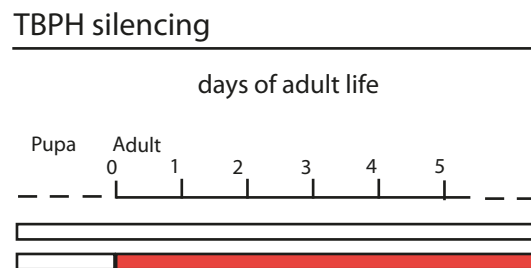 TBPH silencing
days of adult life
Pupa Adult
0 1 2 3 4 5